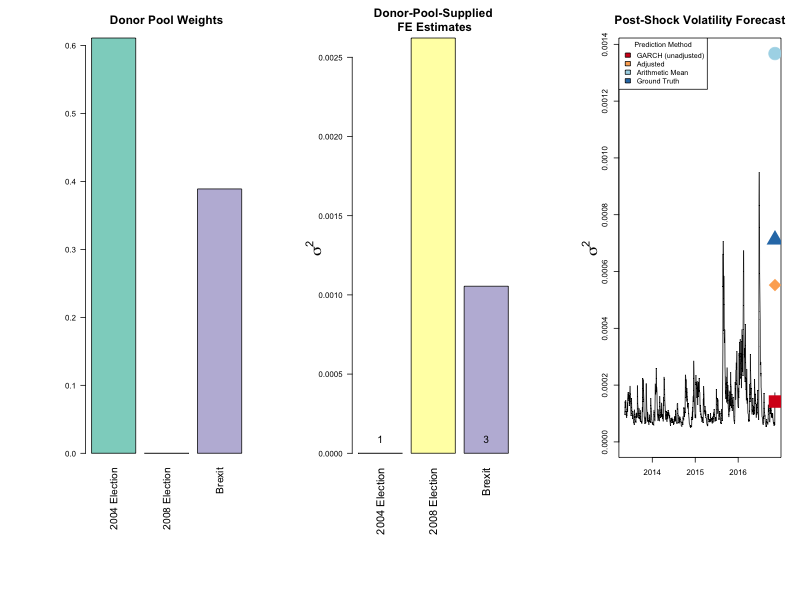 Donor Pool Weights
0.6
0.5
0.4
0.3
0.2
0.1
0.0
2004 Election
2008 Election
Brexit
Donor-Pool-Supplied
FE Estimates
σ²
0.0025
0.0020
0.0015
0.0010
0.0005
0.0000
1
3
2004 Election
2008 Election
Brexit
Post-Shock Volatility Forecast
σ²
0.0014
0.0012
0.0010
0.0008
0.0006
0.0004
0.0002
0.0000
Prediction Method
GARCH (unadjusted)
Adjusted
Arithmetic Mean
Ground Truth
2014
2015
2016